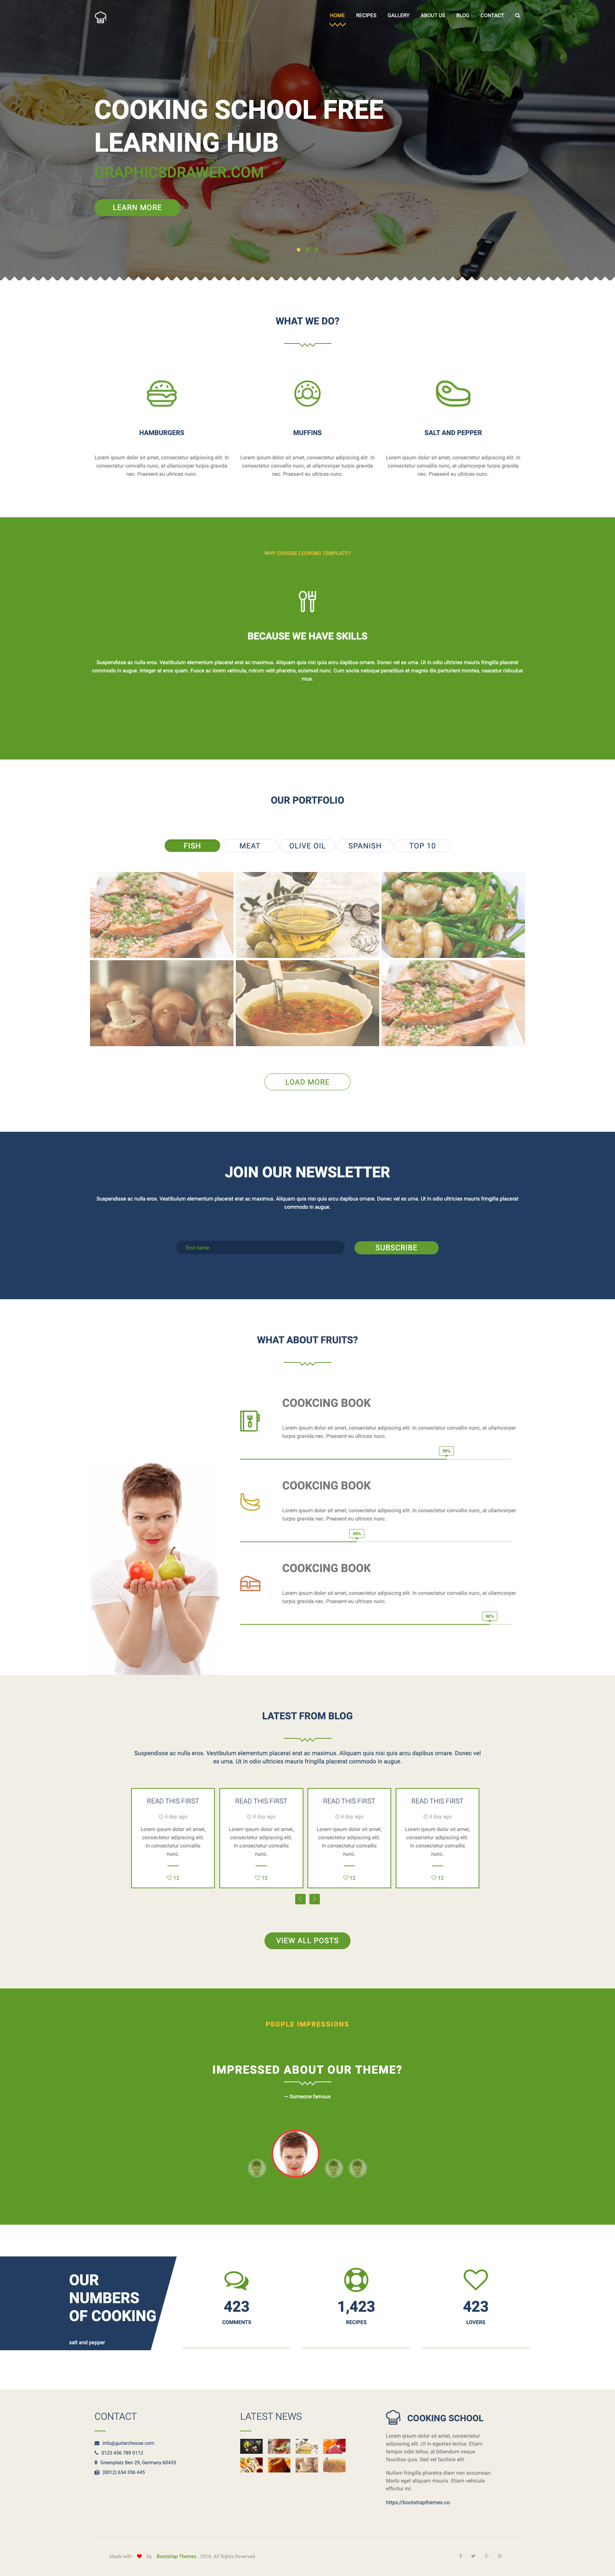 HOME RECIPES GALLERY ABOUT US BLOG CONTACT
COOKING SCHOOL FREE
LEARNING HUB
GRAPHICSDRAWER.COM
LEARN MORE
WHAT WE DO?
HAMBURGERS
Lorem ipsum dolor sit amet, consectetur adipiscing elit. In
consectetur convallis nunc, at ullamcorper turpis gravida
nec. Praesent eu ultrices nunc.
MUFFINS
Lorem ipsum dolor sit amet, consectetur adipiscing elit. In
consectetur convallis nunc, at ullamcorper turpis gravida
nec. Praesent eu ultrices nunc.
SALT AND PEPPER
Lorem ipsum dolor sit amet, consectetur adipiscing elit. In
consectetur convallis nunc, at ullamcorper turpis gravida
nec. Praesent eu ultrices nunc.
WHY CHOOSE COOKING TEMPLATE?
BECAUSE WE HAVE SKILLS
Suspendisse ac nulla eros. Vestibulum elementum placerat erat ac maximus. Aliquam quis nisi quis arcu dapibus ornare. Donec vel ex urna. Ut in odio ultricies mauris fringilla placerat
commodo in augue. Integer at eros quam. Fusce ac lorem vehicula, rutrum velit pharetra, euismod nunc. Cum sociis natoque penatibus et magnis dis parturient montes, nascetur ridiculus
mus.
OUR PORTFOLIO
FISH MEAT OLIVE OIL SPANISH TOP 10
LOAD MORE
JOIN OUR NEWSLETTER
Suspendisse ac nulla eros. Vestibulum elementum placerat erat ac maximus. Aliquam quis nisi quis arcu dapibus ornare. Donec vel ex urna. Ut in odio ultricies mauris fringilla placerat
commodo in augue.
first name
SUBSCRIBE
WHAT ABOUT FRUITS?
COOKCING BOOK
Lorem ipsum dolor sit amet, consectetur adipiscing elit. In consectetur convallis nunc, at ullamcorper
turpis gravida nec. Praesent eu ultrices nunc.
76%
COOKCING BOOK
Lorem ipsum dolor sit amet, consectetur adipiscing elit. In consectetur convallis nunc, at ullamcorper
turpis gravida nec. Praesent eu ultrices nunc.
43%
COOKCING BOOK
Lorem ipsum dolor sit amet, consectetur adipiscing elit. In consectetur convallis nunc, at ullamcorper
turpis gravida nec. Praesent eu ultrices nunc.
92%
LATEST FROM BLOG
Suspendisse ac nulla eros. Vestibulum elementum placerat erat ac maximus. Aliquam quis nisi quis arcu dapibus ornare. Donec vel
ex urna. Ut in odio ultricies mauris fringilla placerat commodo in augue.
READ THIS FIRST
4 day ago
Lorem ipsum dolor sit amet,
consectetur adipiscing elit.
In consectetur convallis
nunc.
12
READ THIS FIRST
4 day ago
Lorem ipsum dolor sit amet,
consectetur adipiscing elit.
In consectetur convallis
nunc.
12
READ THIS FIRST
4 day ago
Lorem ipsum dolor sit amet,
consectetur adipiscing elit.
In consectetur convallis
nunc.
12
READ THIS FIRST
4 day ago
Lorem ipsum dolor sit amet,
consectetur adipiscing elit.
In consectetur convallis
nunc.
12
VIEW ALL POSTS
PEOPLE IMPRESSIONS
IMPRESSED ABOUT OUR THEME?
— Someone famous
OUR
NUMBERS
OF COOKING
salt and pepper
423
COMMENTS
1,423
RECIPES
423
LOVERS
CONTACT
info@guitarchoose.com
0123 456 789 0112
Greenplatz Ben 29, Germany 60435
(0012) 654 356 445
LATEST NEWS
COOKING SCHOOL
Lorem ipsum dolor sit amet, consectetur
adipiscing elit. Ut in egestas lectus. Etiam
tempor odio tellus, at bibendum neque
faucibus quis. Sed vel facilisis elit.
Nullam fringilla pharetra diam non accumsan.
Morbi eget aliquam mauris. Etiam vehicula
efficitur mi.
https://bootstrapthemes.co
Made with by Bootstrap Themes 2016. All Rights Reserved